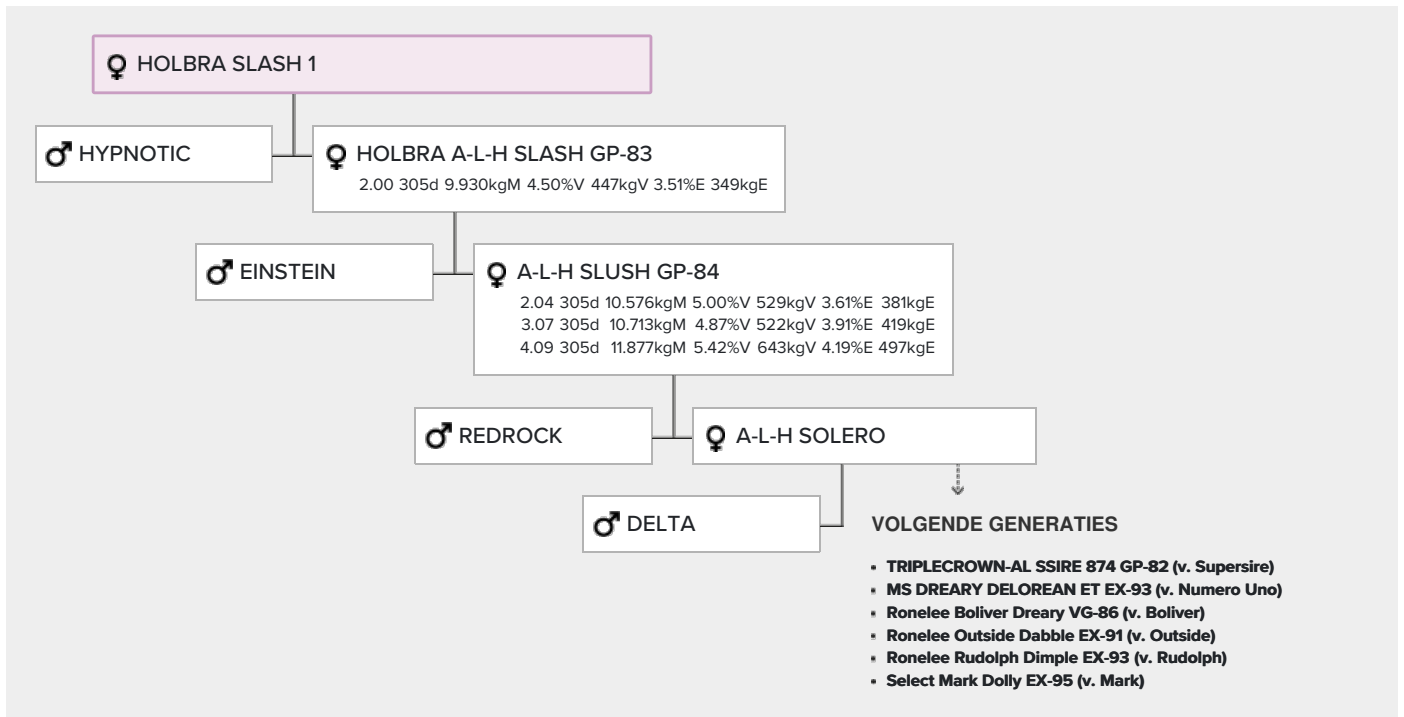 HOLBRA SLASH 1
HYPNOTIC
HOLBRA A-L-H SLASH GP-83
2.00 305d 9.930kgM 4.50%V 447kgV 3.51%E 349kgE
EINSTEIN
A-L-H SLUSH GP-84
2.04 305d 10.576kgM 5.00%V 529kgV 3.61%E 381kgE
3.07 305d 10.713kgM 4.87%V 522kgV 3.91%E 419kgE
4.09 305d 11.877kgM 5.42%V 643kgV 4.19%E 497kgE
REDROCK
A-L-H SOLERO
DELTA
VOLGENDE GENERATIES
TRIPLECROWN-AL SSIRE 874 GP-82 (v. Supersire)
MS DREARY DELOREAN ET EX-93 (v. Numero Uno)
Ronelee Boliver Dreary VG-86 (v. Boliver)
Ronelee Outside Dabble EX-91 (v. Outside)
Ronelee Rudolph Dimple EX-93 (v. Rudolph)
Select Mark Dolly EX-95 (v. Mark)